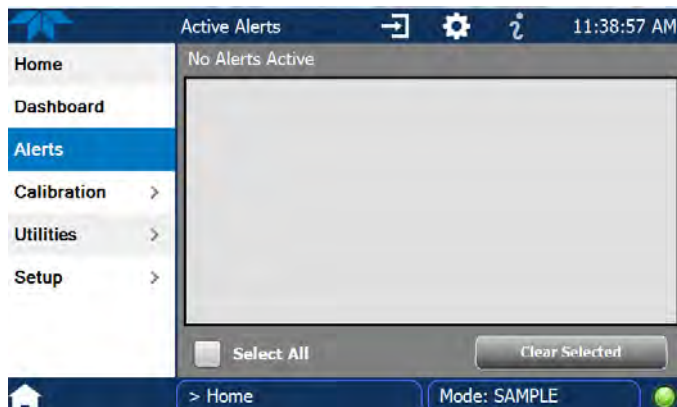 Active Alerts
11:38:57 AM
Home
Dashboard
Alerts
Calibration >
Utilities >
Setup >
No Alerts Active
Select All
Clear Selected
> Home
Mode: SAMPLE